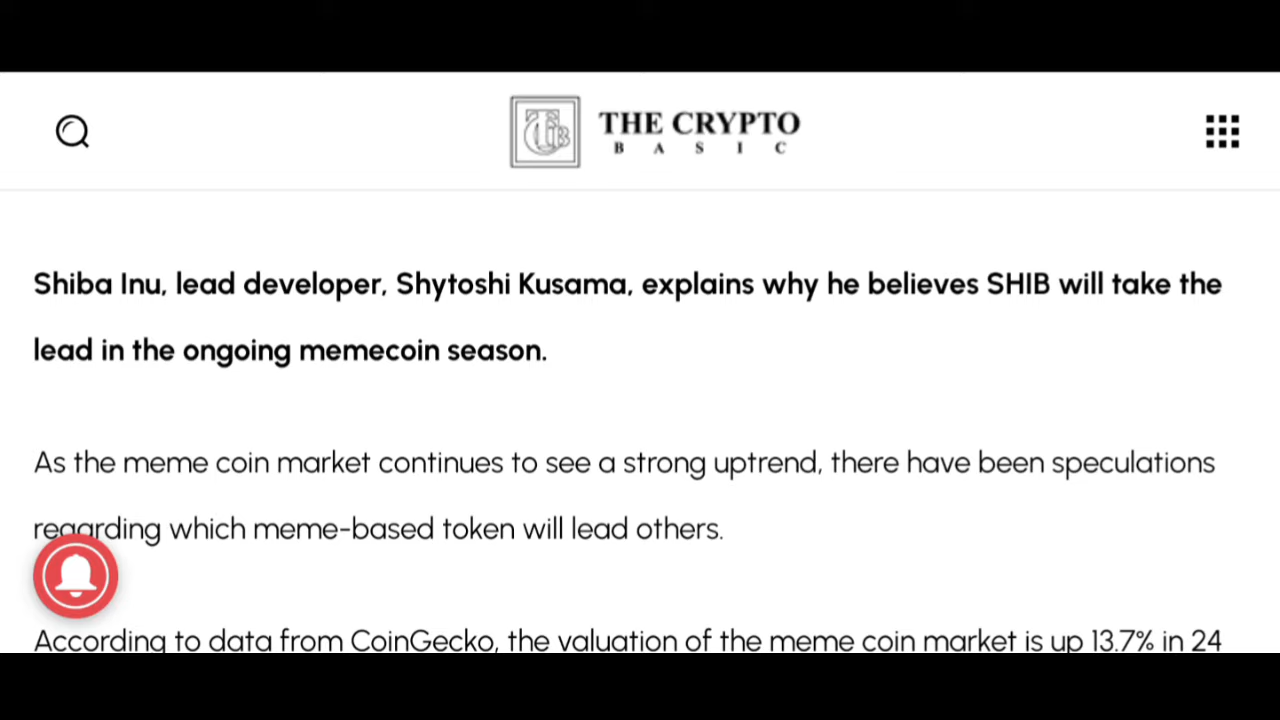 THE CRYPTO
BASIC
Shiba Inu, lead developer, Shytoshi Kusama, explains why he believes SHIB will take the
lead in the ongoing memecoin season.
As the meme coin market continues to see a strong uptrend, there have been speculations
regarding which meme-based token will lead others.
According to data from CoinGecko, the valuation of the meme coin market is up 13.7% in 24